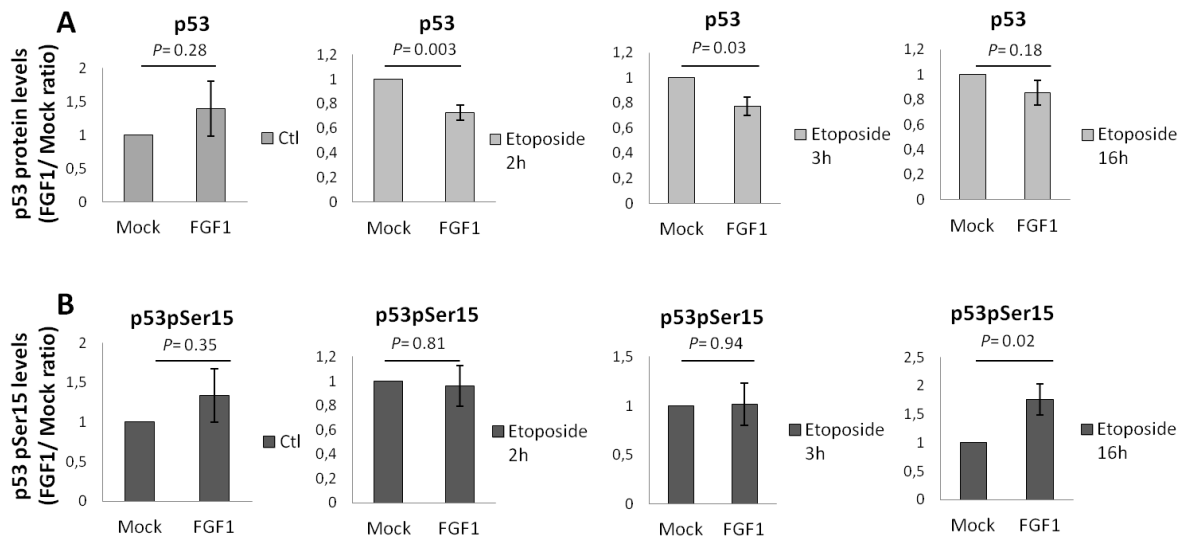 A
p53 protein levels
(FGF1/ Mock ratio)
p53
P= 0.28
2
1,5
1
0,5
0
Mock FGF1
Ctl
p53
P= 0.003
1,2
1
0,8
0,6
0,4
0,2
0
Mock FGF1
Etoposide
2h
p53
P= 0.03
1,2
1
0,8
0,6
0,4
0,2
0
Mock FGF1
Etoposide
3h
p53
P= 0.18
1,2
1
0,8
0,6
0,4
0,2
0
Mock FGF1
Etoposide
16h
B
p53 pSer15 levels
(FGF1/ Mock ratio)
p53pSer15
P= 0.35
2
1,5
1
0,5
0
Mock FGF1
Ctl
p53pSer15
P= 0.81
1,2
1
0,8
0,6
0,4
0,2
0
Mock FGF1
Etoposide
2h
p53pSer15
P= 0.94
1,5
1
0,5
0
Mock FGF1
Etoposide
3h
p53pSer15
P= 0.02
2,5
2
1,5
1
0,5
0
Mock FGF1
Etoposide
16h